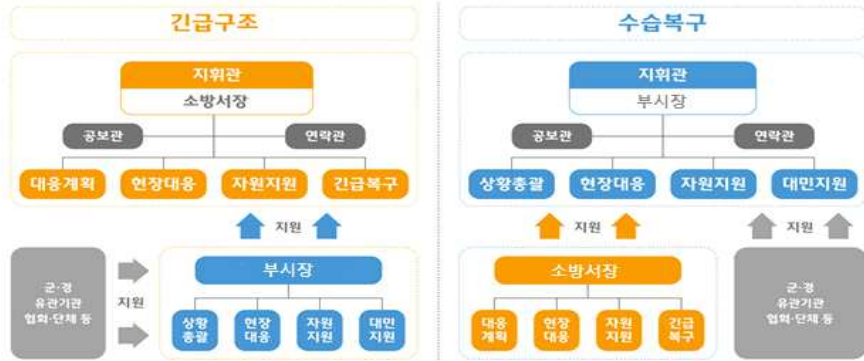 긴급구조
지휘관
소방서장
공보관
연락관
대응계획
현장대응
자원지원
긴급복구
지원
군·경
유관기관
협회·단체 등
지원
부시장
상황
총괄
현장
대응
자원
지원
대민
지원
수습복구
지휘관
부시장
공보관
연락관
상황총괄
현장대응
자원지원
대민지원
지원
지원
소방서장
대응
계획
현장
대응
자원
지원
긴급
복구
군·경
유관기관
협회·단체 등